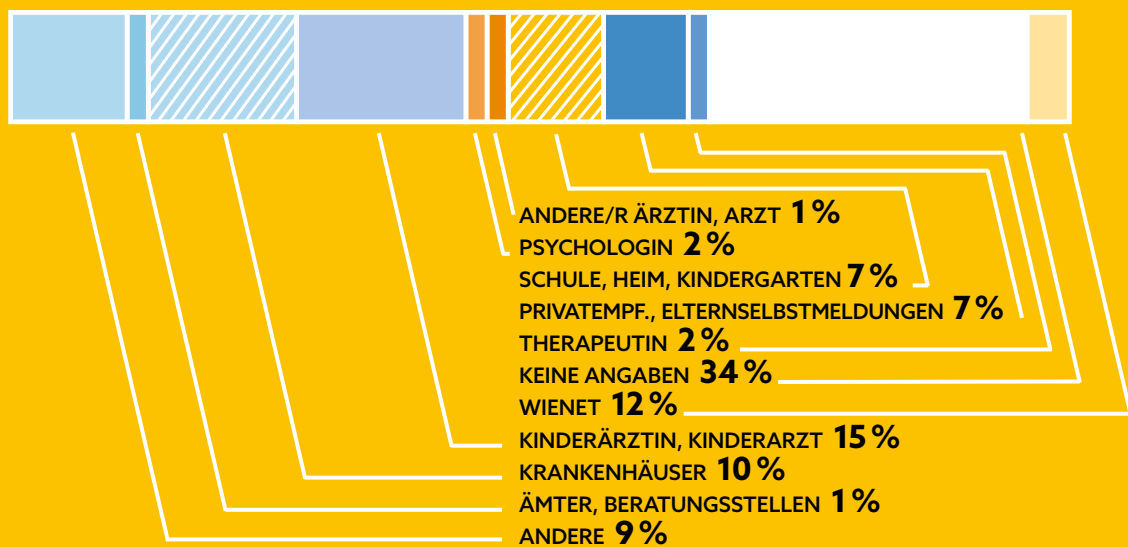 ANDERE/R ÄRZTIN, ARZT 1 %
PSYCHOLOGIN 2 %
SCHULE, HEIM, KINDERGARTEN 7 %
PRIVATEMPF., ELTERNSELBSTMELDUNGEN 7 %
THERAPEUTIN 2 %
KEINE ANGABEN 34 %
WIENET 12 %
KINDERÄRZTIN, KINDERARZT 15 %
KRANKENHÄUSER 10 %
ÄMTER, BERATUNGSSTELLEN 1 %
ANDERE 9 %